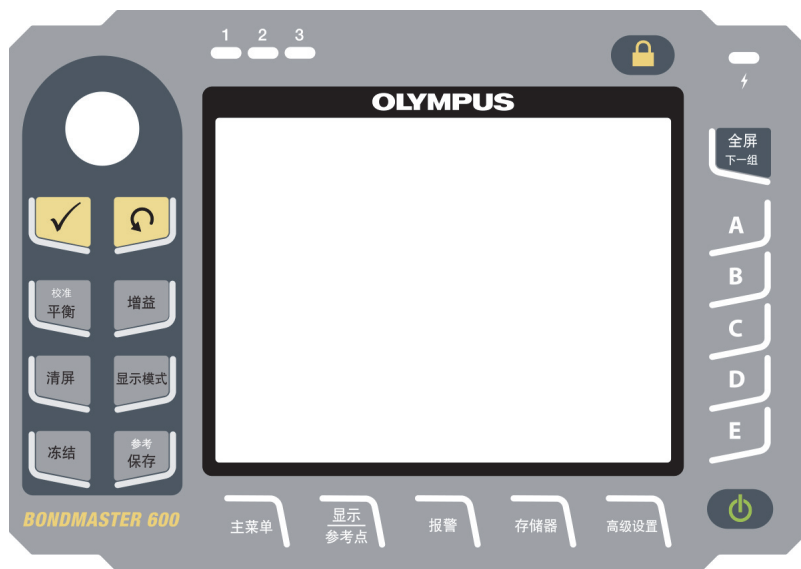 1 2 3
OLYMPUS
全屏
下一组
A
B
C
D
E
校准
平衡
增益
清屏
显示模式
冻结
参考
保存
BONDMASTER 600
主菜单
显示
参考点
报警
存储器
高级设置